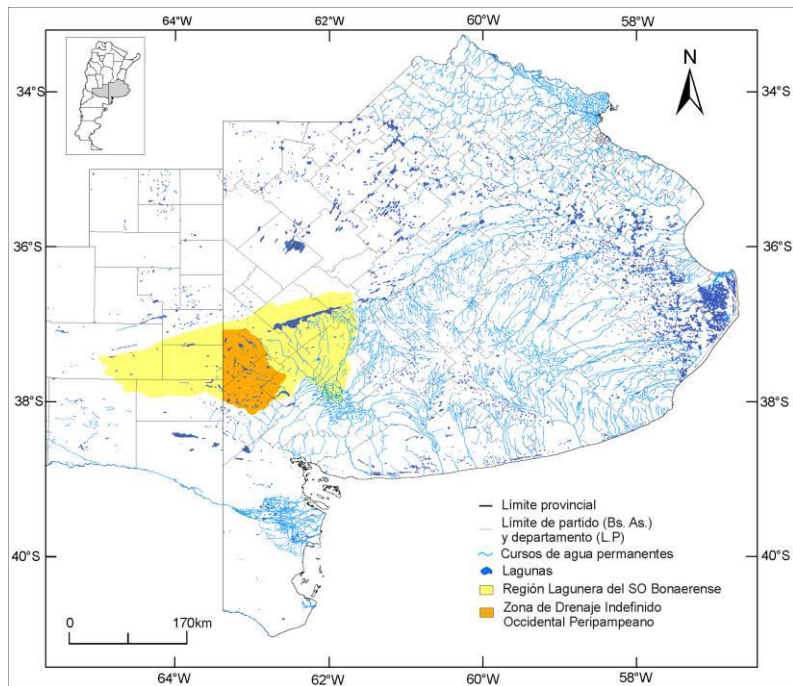 64°W 62°W 60°W 58°W
N
34°S 34°S
36°S 36°S
38°S 38°S
40°S 40°S
Límite provincial
Límite de partido (Bs. As.)
y departamento (L.P)
Cursos de agua permanentes
Lagunas
Región Lagunera del SO Bonaerense
Zona de Drenaje Indefinido
Occidental Peripampeano
0 170km
64°W 62°W 60°W 58°W